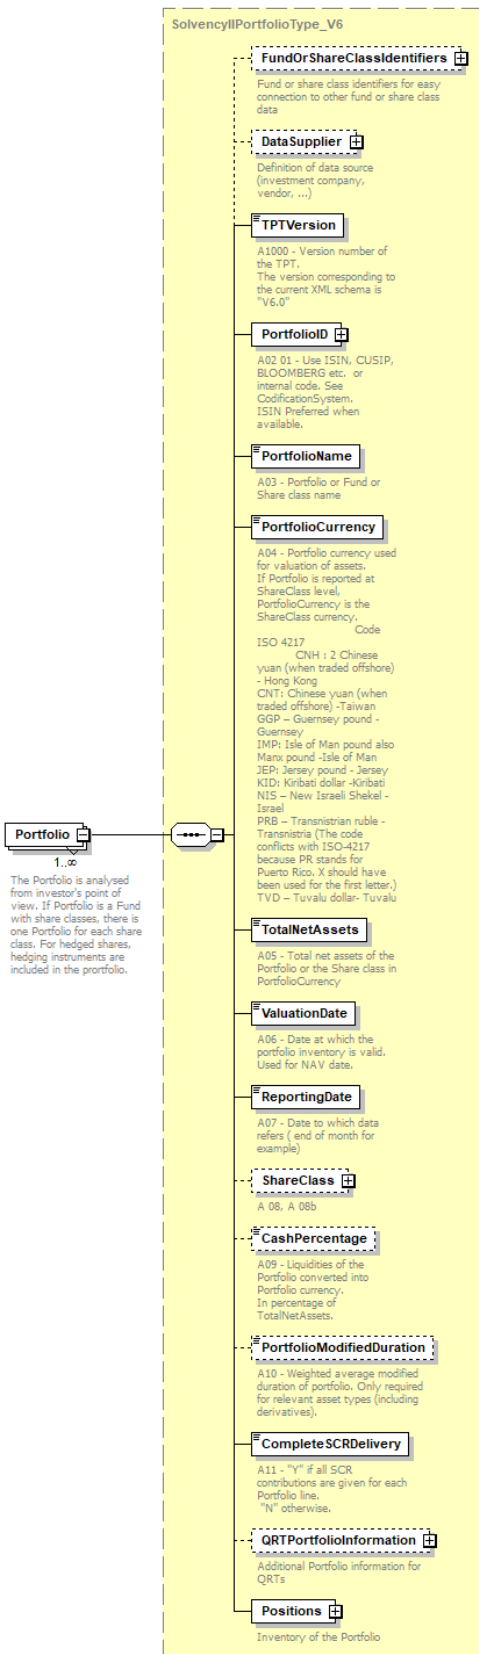 SolvencyIIPortfolioType_V6
FundOrShareClassIdentifiers
Fund or share class identifiers for easy
connection to other fund or share class
data
DataSupplier
Definition of data source
(investment company,
vendor, ...)
TPTVersion
A1000 - Version number of
the TPT.
The version corresponding to
the current XML schema is
"V6.0"
PortfolioID
A02 01 - Use ISIN, CUSIP,
BLOOMBERG etc. or
internal code. See
CodificationSystem.
ISIN Preferred when
available.
PortfolioName
A03 - Portfolio or Fund or
Share class name
PortfolioCurrency
A04 - Portfolio currency used
for valuation of assets.
If Portfolio is reported at
ShareClass level,
PortfolioCurrency is the
ShareClass currency.
Code
ISO 4217
CNH : 2 Chinese
yuan (when traded offshore)
- Hong Kong
CNT: Chinese yuan (when
traded offshore) -Taiwan
GGP – Guernsey pound -
Guernsey
IMP: Isle of Man pound also
Manx pound -Isle of Man
JEP: Jersey pound - Jersey
KID: Kiribati dollar -Kiribati
NIS – New Israeli Shekel -
Israel
PRB – Transnistrian ruble -
Transnistria (The code
conflicts with ISO-4217
because PR stands for
Puerto Rico. X should have
been used for the first letter.)
TVD – Tuvalu dollar- Tuvalu
Portfolio
1..∞
The Portfolio is analysed
from investor's point of
view. If Portfolio is a Fund
with share classes, there is
one Portfolio for each share
class. For hedged shares,
hedging instruments are
included in the prortfolio.
TotalNetAssets
A05 - Total net assets of the
Portfolio or the Share class in
PortfolioCurrency
ValuationDate
A06 - Date at which the
portfolio inventory is valid.
Used for NAV date.
ReportingDate
A07 - Date to which data
refers ( end of month for
example)
ShareClass
A 08, A 08b
CashPercentage
A09 - Liquidities of the
Portfolio converted into
Portfolio currency.
In percentage of
TotalNetAssets.
PortfolioModifiedDuration
A10 - Weighted average modified
duration of portfolio. Only required
for relevant asset types (including
derivatives).
CompleteSCRDelivery
A11 - "Y" if all SCR
contributions are given for each
Portfolio line.
"N" otherwise.
QRTPortfolioInformation
Additional Portfolio information for
QRTs
Positions
Inventory of the Portfolio